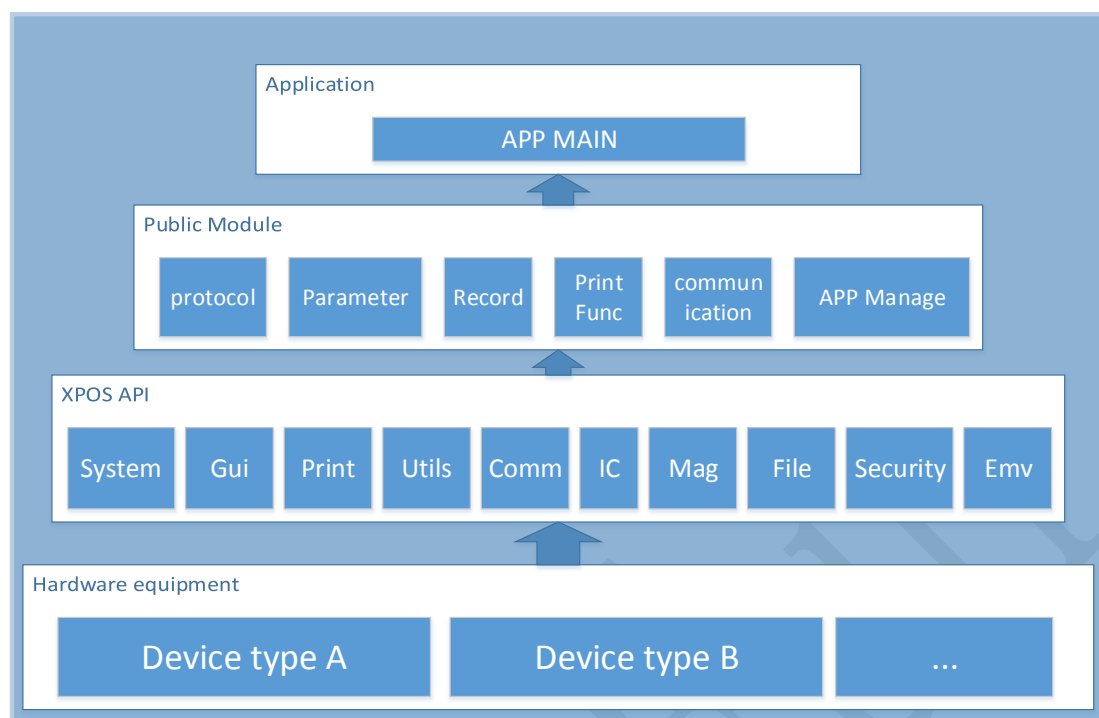 Application
APP MAIN
Public Module
protocol
Parameter
Record
Print
Func
commun
ication
APP Manage
XPOS API
System
Gui
Print
Utils
Comm
IC
Mag
File
Security
Emv
Hardware equipment
Device type A
Device type B
...